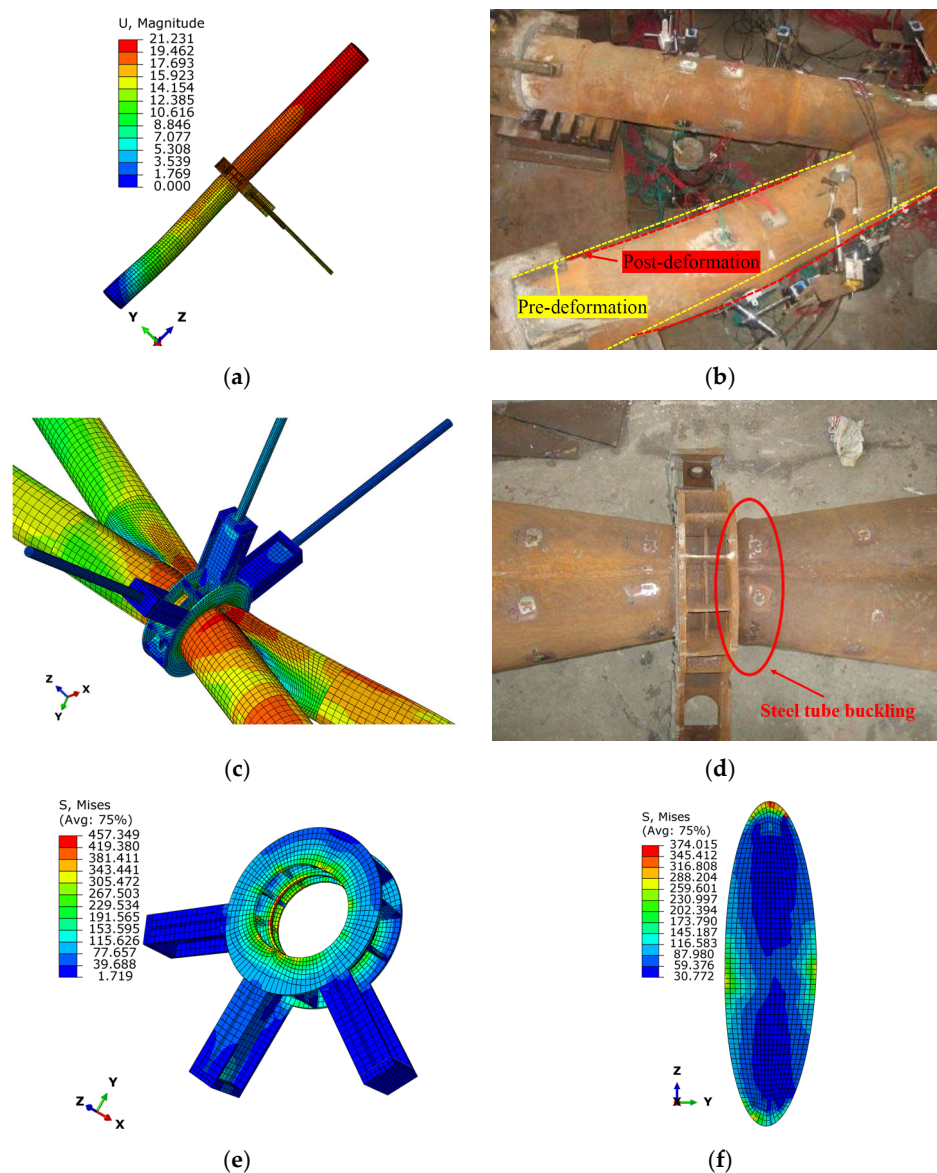 U, Magnitude
21.231
19.462
17.693
15.923
14.154
12.385
10.616
8.846
7.077
5.308
3.539
1.769
0.000
Y
Z
(a)
Post-deformation
Pre-deformation
(b)
Z
X
Y
(c)
Steel tube buckling
(d)
S, Mises
(Avg: 75%)
457.349
419.380
381.411
343.441
305.472
267.503
229.534
191.565
153.595
115.626
77.657
39.688
1.719
Y
Z
X
(e)
S, Mises
(Avg: 75%)
374.015
345.412
316.808
288.204
259.601
230.997
202.394
173.790
145.187
116.583
87.980
59.376
30.772
Z
X
Y
(f)